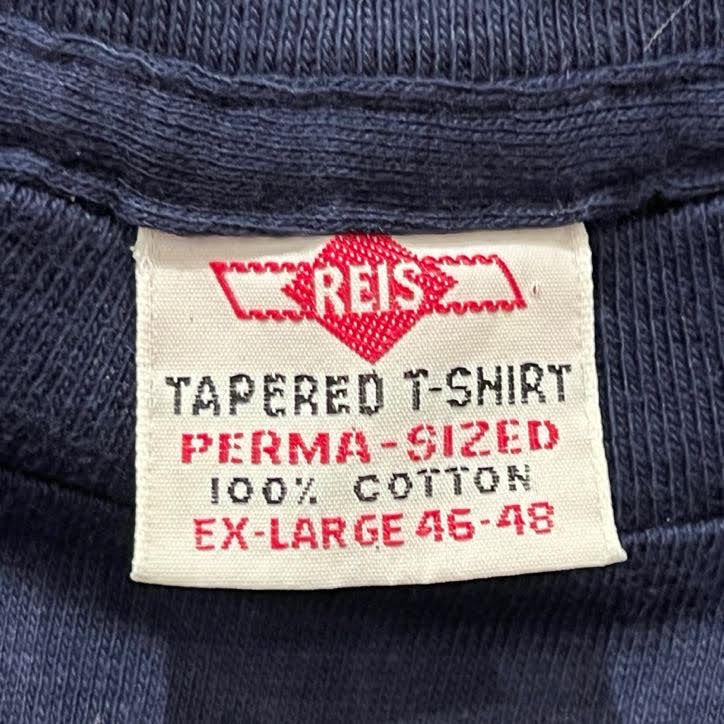 REIS
TAPERED T-SHIRT
PERMA-SIZED
100% COTTON
EX-LARGE 46-48